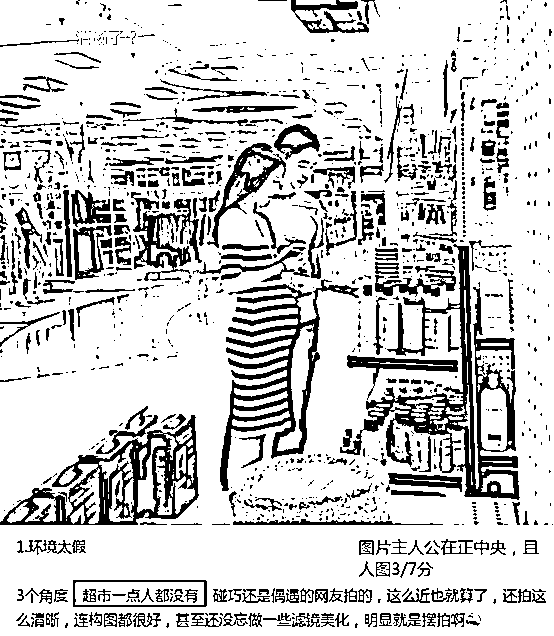 1.环境太假
图片主人公在正中央，且
人图3/7分
3个角度 超市一点人都没有 碰巧还是偶遇的网友拍的，这么近也就算了，还拍这
么清晰，连构图都很好，甚至还没忘做一些滤镜美化，明显就是摆拍啊